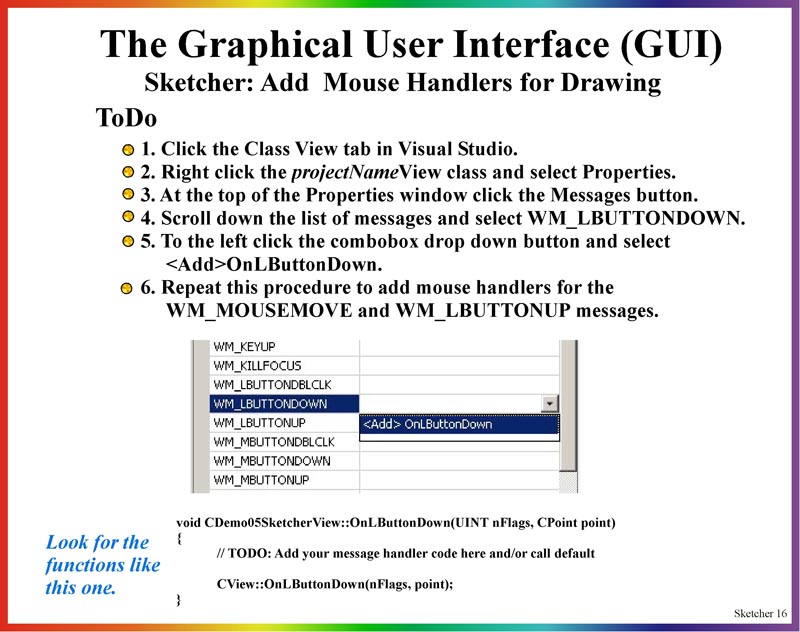 The Graphical User Interface (GUI)
Sketcher: Add Mouse Handlers for Drawing
ToDo
1. Click the Class View tab in Visual Studio.
2. Right click the projectNameView class and select Properties.
3. At the top of the Properties window click the Messages button.
4. Scroll down the list of messages and select WM_LBUTTONDOWN.
5. To the left click the combobox drop down button and select
<Add>OnLButtonDown.
6. Repeat this procedure to add mouse handlers for the
WM_MOUSEMOVE and WM_LBUTTONUP messages.
WM_KEYUP
WM_KILLFOCUS
WM_LBUTTONDBLCLK
WM_LBUTTONDOWN
WM_LBUTTONUP
<Add> OnLButtonDown
WM_MBUTTONDBLCLK
WM_MBUTTONDOWN
WM_MBUTTONUP
Look for the
functions like
this one.
void CDemo05SketcherView::OnLButtonDown(UINT nFlags, CPoint point)
{
// TODO: Add your message handler code here and/or call default
CView::OnLButtonDown(nFlags, point);
}
Sketcher 16